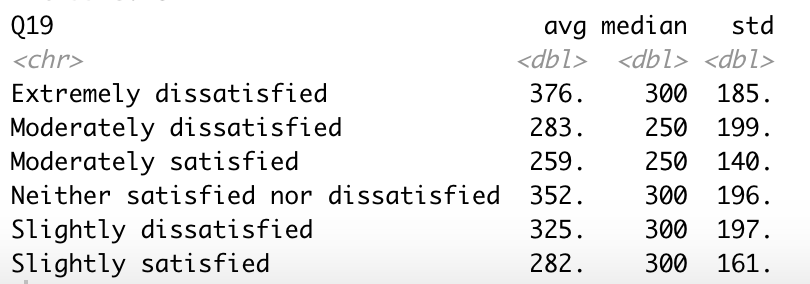 Q19 avg median std
<chr> <dbl> <dbl> <dbl>
Extremely dissatisfied 376. 300 185.
Moderately dissatisfied 283. 250 199.
Moderately satisfied 259. 250 140.
Neither satisfied nor dissatisfied 352. 300 196.
Slightly dissatisfied 325. 300 197.
Slightly satisfied 282. 300 161.